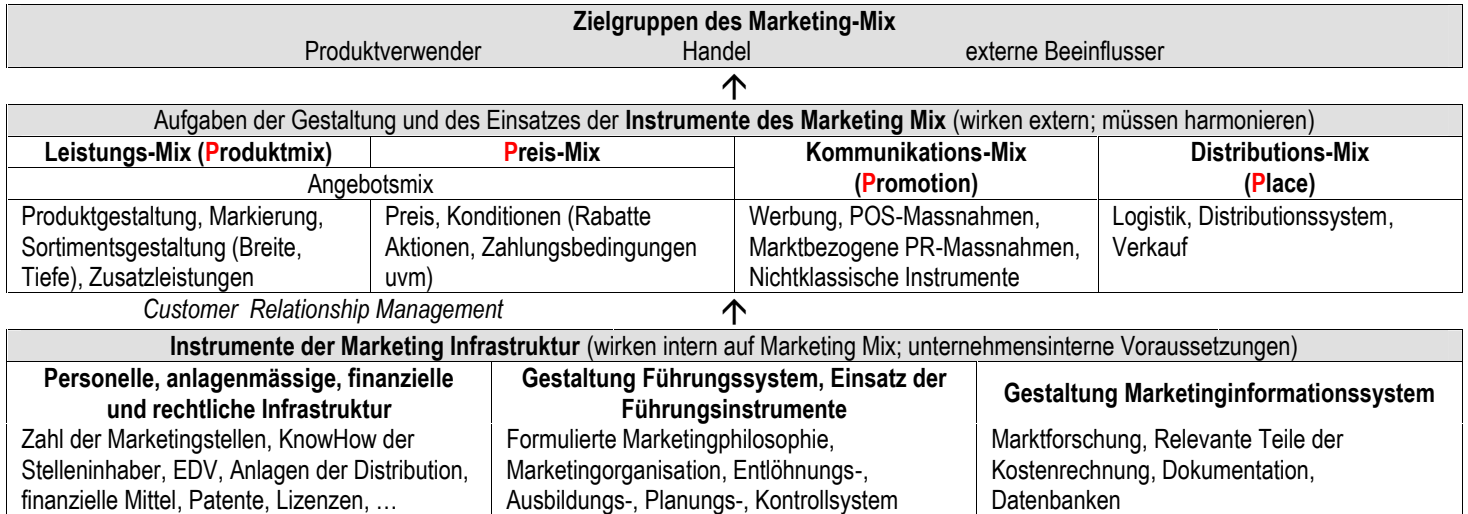 Zielgruppen des Marketing-Mix
Produktverwender Handel externe Beeinflusser
↑
Aufgaben der Gestaltung und des Einsatzes der Instrumente des Marketing Mix (wirken extern; müssen harmonieren)
Leistungs-Mix (Produktmix)
Preis-Mix
Angebotsmix
Kommunikations-Mix
(Promotion)
Distributions-Mix
(Place)
Produktgestaltung, Markierung,
Sortimentsgestaltung (Breite,
Tiefe), Zusatzleistungen
Preis, Konditionen (Rabatte
Aktionen, Zahlungsbedingungen
uvm)
Werbung, POS-Massnahmen,
Marktbezogene PR-Massnahmen,
Nichtklassische Instrumente
Logistik, Distributionssystem,
Verkauf
Customer Relationship Management ↑
Instrumente der Marketing Infrastruktur (wirken intern auf Marketing Mix; unternehmensinterne Voraussetzungen)
Personelle, anlagenmässige, finanzielle
und rechtliche Infrastruktur
Gestaltung Führungssystem, Einsatz der
Führungsinstrumente
Gestaltung Marketinginformationssystem
Zahl der Marketingstellen, KnowHow der
Stelleninhaber, EDV, Anlagen der Distribution,
finanzielle Mittel, Patente, Lizenzen, …
Formulierte Marketingphilosophie,
Marketingorganisation, Entlöhnungs-,
Ausbildungs-, Planungs-, Kontrollsystem
Marktforschung, Relevante Teile der
Kostenrechnung, Dokumentation,
Datenbanken